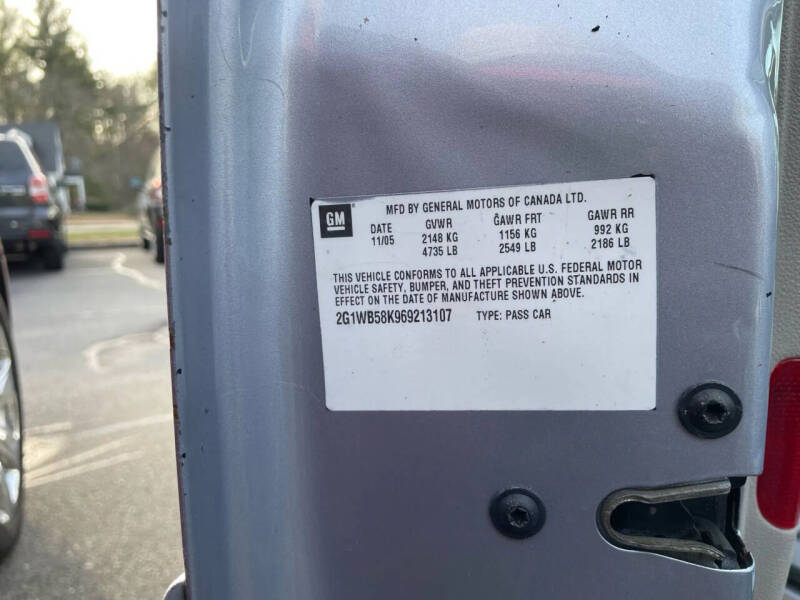 GM
MFD BY GENERAL MOTORS OF CANADA LTD.
DATE GVWR GAWR FRT GAWR RR
11/05 2148 KG 1156 KG 992 KG
4735 LB 2549 LB 2186 LB
THIS VEHICLE CONFORMS TO ALL APPLICABLE U.S. FEDERAL MOTOR
VEHICLE SAFETY, BUMPER, AND THEFT PREVENTION STANDARDS IN
EFFECT ON THE DATE OF MANUFACTURE SHOWN ABOVE.
2G1WB58K969213107 TYPE: PASS CAR